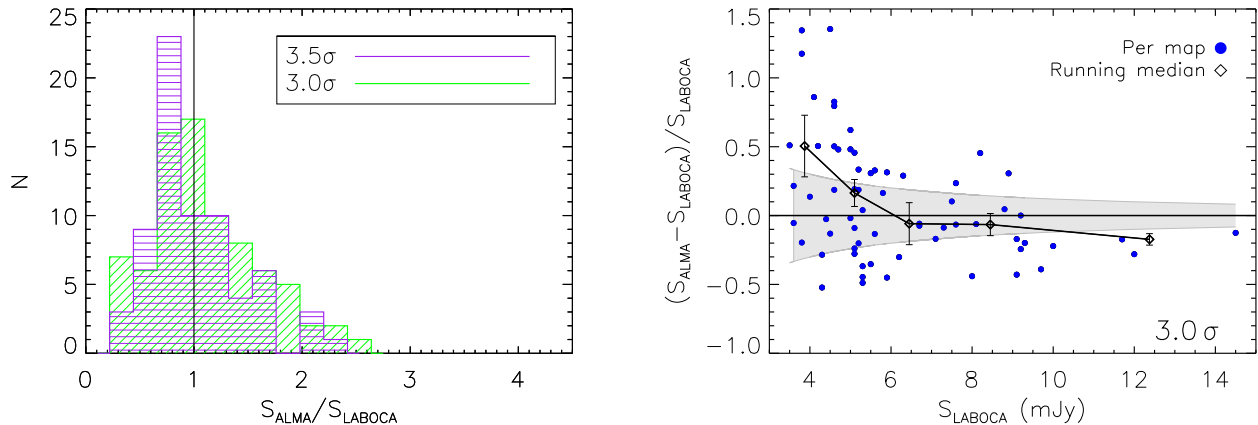 25
20
15
10
5
0
N
0 1 2 3 4
S_ALMA/S_LABOCA
3.5σ
3.0σ
1.5
1.0
0.5
0.0
−0.5
−1.0
(S_ALMA−S_LABOCA)/S_LABOCA
Per map
Running median
3.0 σ
4 6 8 10 12 14
S_LABOCA (mJy)